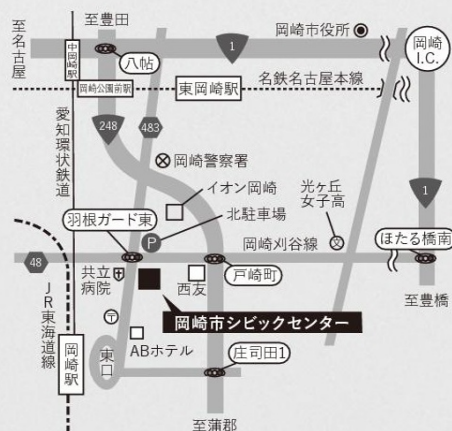 至豊田
至名古屋
1
岡崎市役所
岡崎
I.C.
中岡崎駅
八帖
岡崎公園前駅
東岡崎駅
名鉄名古屋本線
愛知環状鉄道
248
483
岡崎警察署
イオン岡崎
光ヶ丘
女子高
1
羽根ガード東
P
北駐車場
岡崎刈谷線
文
ほたる橋南
48
共立
病院
西友
戸崎町
至豊橋
JR東海道線
岡崎市シビックセンター
〒
岡崎駅
東口
ABホテル
庄司田1
至蒲郡